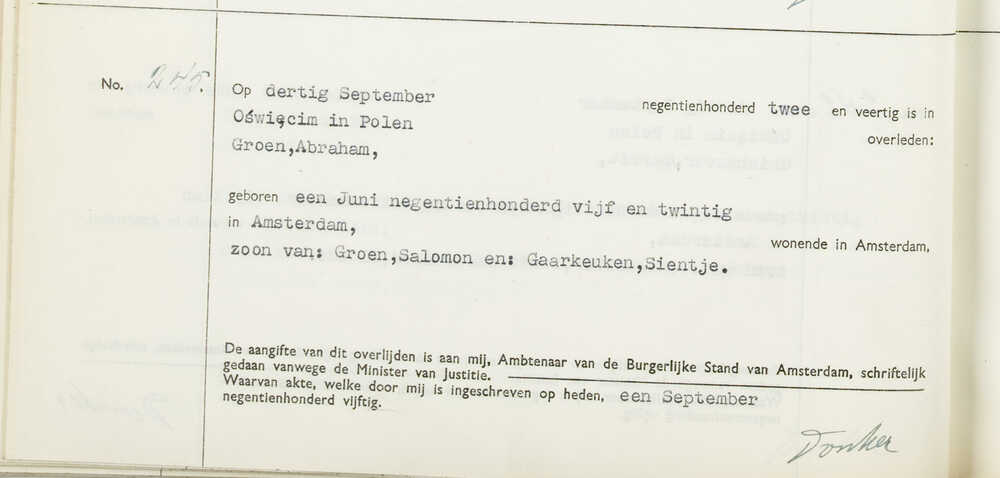 No. 245.
Op dertig September negentienhonderd twee en veertig is in
Oświęcim in Polen overleden:
Groen,Abraham,
geboren een Juni negentienhonderd vijf en twintig
in Amsterdam, wonende in Amsterdam,
zoon van: Groen,Salomon en: Gaarkeuken,Sientje.
De aangifte van dit overlijden is aan mij, Ambtenaar van de Burgerlijke Stand van Amsterdam, schriftelijk
gedaan vanwege de Minister van Justitie.
Waarvan akte, welke door mij is ingeschreven op heden, een September
negentienhonderd vijftig.
Donker